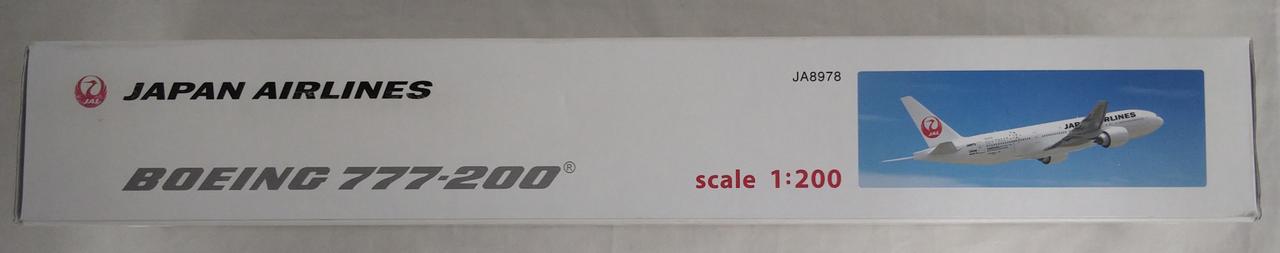 JAL
JAPAN AIRLINES
BOEING 777-200®
JA8978
scale 1:200
JAPAN AIRLINES